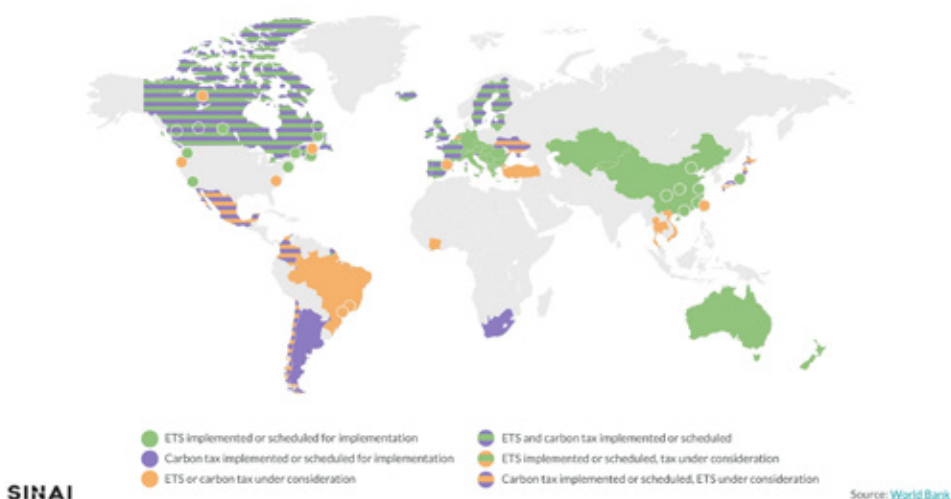 ETS implemented or scheduled for implementation
Carbon tax implemented or scheduled for implementation
ETS or carbon tax under consideration
ETS and carbon tax implemented or scheduled
ETS implemented or scheduled, tax under consideration
Carbon tax implemented or scheduled, ETS under consideration
SINAI
Source: World Bank